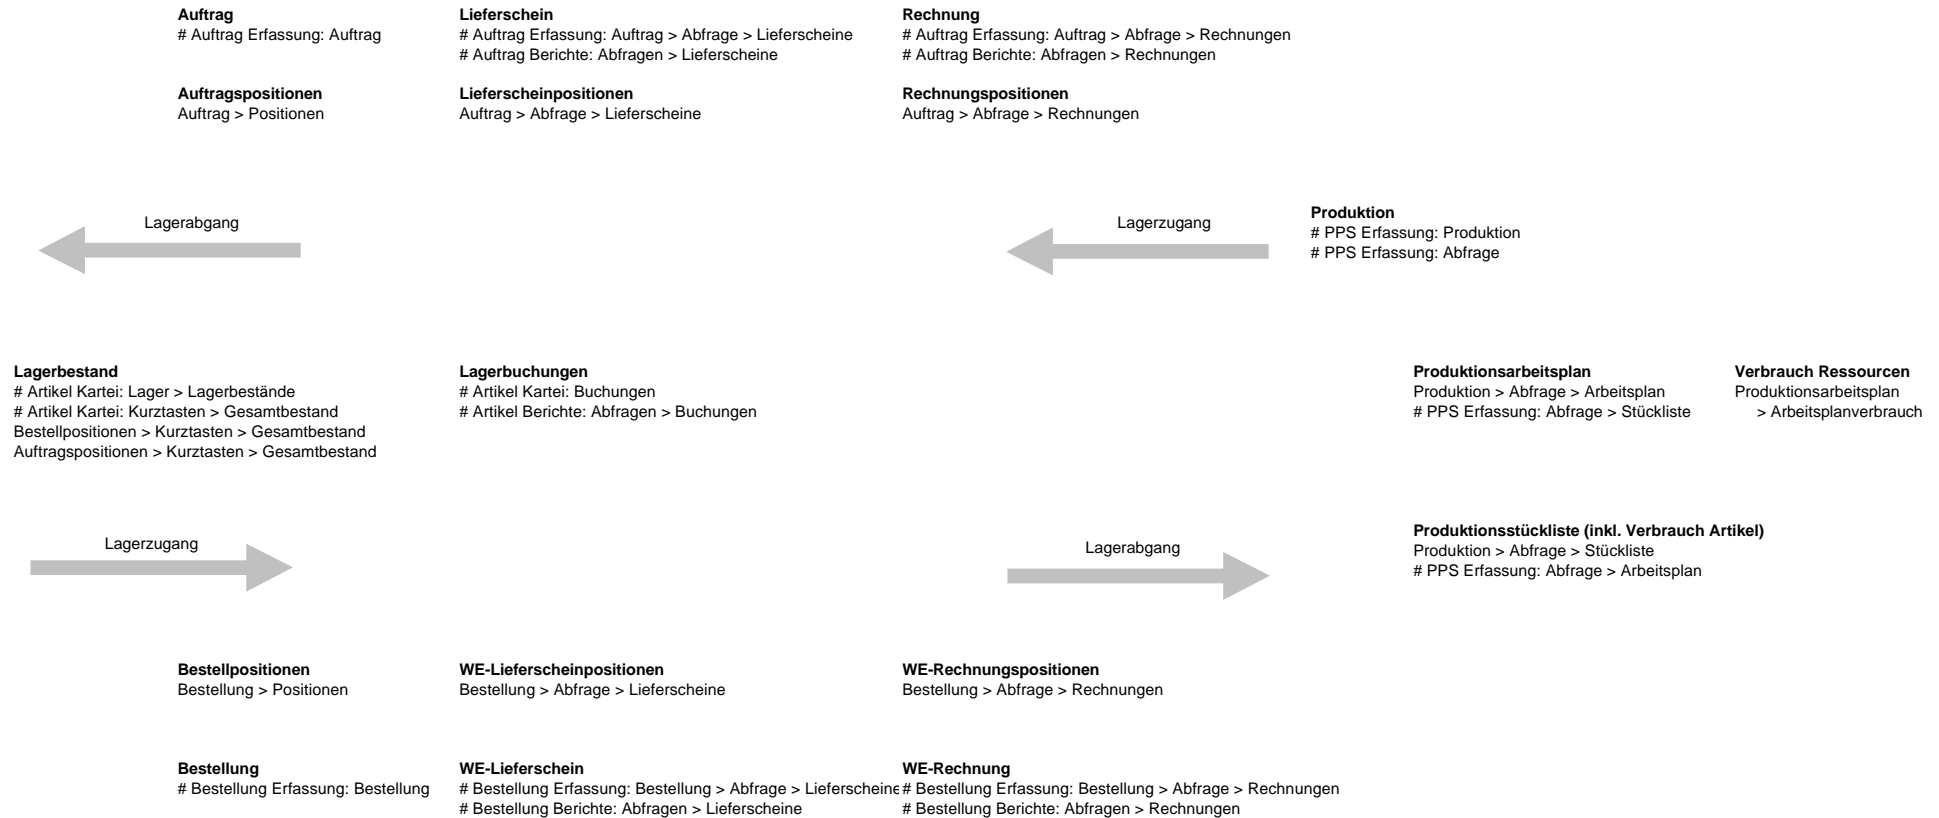 Auftrag
# Auftrag Erfassung: Auftrag
Lieferschein
# Auftrag Erfassung: Auftrag > Abfrage > Lieferscheine
# Auftrag Berichte: Abfragen > Lieferscheine
Rechnung
# Auftrag Erfassung: Auftrag > Abfrage > Rechnungen
# Auftrag Berichte: Abfragen > Rechnungen
Auftragspositionen
Auftrag > Positionen
Lieferscheinpositionen
Auftrag > Abfrage > Lieferscheine
Rechnungspositionen
Auftrag > Abfrage > Rechnungen
Lagerabgang
Lagerzugang
Produktion
# PPS Erfassung: Produktion
# PPS Erfassung: Abfrage
Lagerbestand
# Artikel Kartei: Lager > Lagerbestände
# Artikel Kartei: Kurztasten > Gesamtbestand
Bestellpositionen > Kurztasten > Gesamtbestand
Auftragspositionen > Kurztasten > Gesamtbestand
Lagerbuchungen
# Artikel Kartei: Buchungen
# Artikel Berichte: Abfragen > Buchungen
Produktionsarbeitsplan
Produktion > Abfrage > Arbeitsplan
# PPS Erfassung: Abfrage > Stückliste
Verbrauch Ressourcen
Produktionsarbeitsplan
> Arbeitsplanverbrauch
Lagerzugang
Lagerabgang
Produktionsstückliste (inkl. Verbrauch Artikel)
Produktion > Abfrage > Stückliste
# PPS Erfassung: Abfrage > Arbeitsplan
Bestellpositionen
Bestellung > Positionen
WE-Lieferscheinpositionen
Bestellung > Abfrage > Lieferscheine
WE-Rechnungspositionen
Bestellung > Abfrage > Rechnungen
Bestellung
# Bestellung Erfassung: Bestellung
WE-Lieferschein
# Bestellung Erfassung: Bestellung > Abfrage > Lieferscheine
# Bestellung Berichte: Abfragen > Lieferscheine
WE-Rechnung
# Bestellung Erfassung: Bestellung > Abfrage > Rechnungen
# Bestellung Berichte: Abfragen > Rechnungen